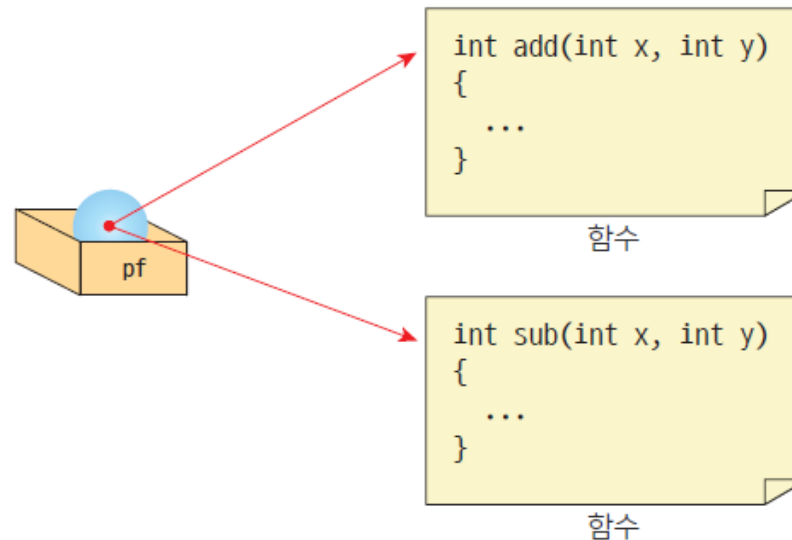 int add(int x, int y)
{
...
}
함수
pf
int sub(int x, int y)
{
...
}
함수